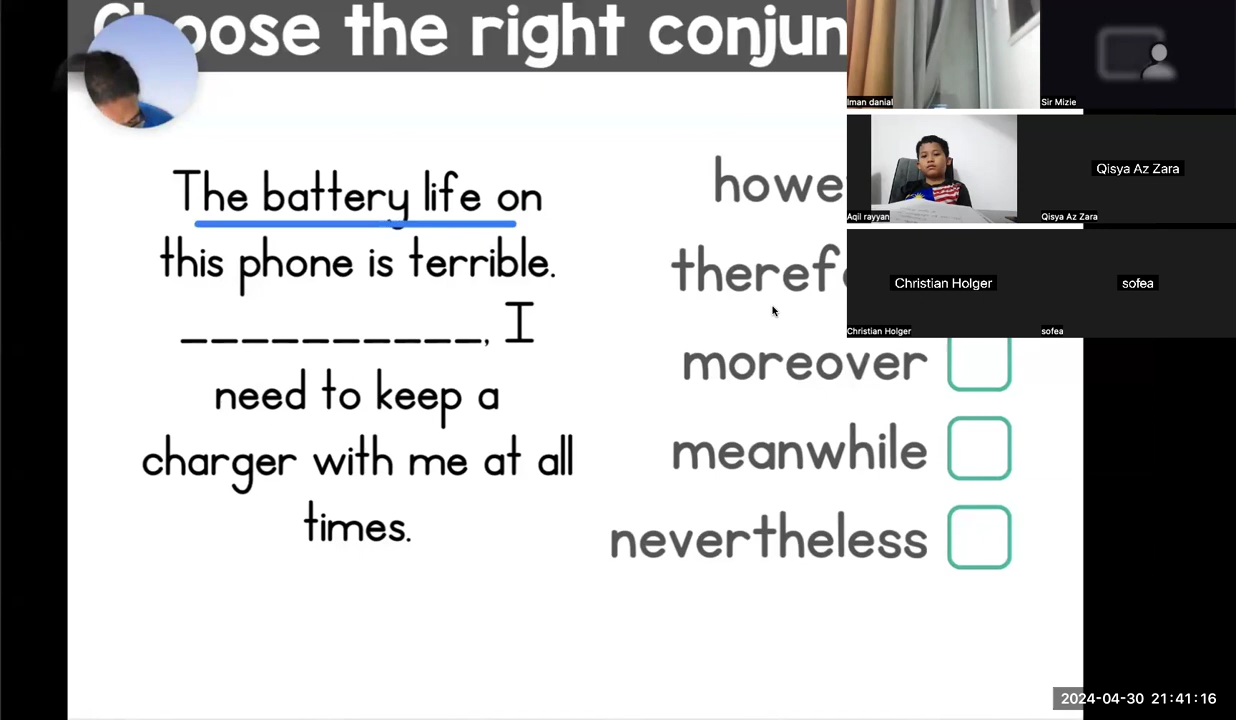 Choose the right conjun
The battery life on
this phone is terrible.
__________, I
need to keep a
charger with me at all
times.
howe
theref
moreover
meanwhile
nevertheless
Iman danial
Sir Mizie
Aqil rayyan
Qisya Az Zara
Qisya Az Zara
Christian Holger
Christian Holger
sofea
sofea
2024-04-30 21:41:16